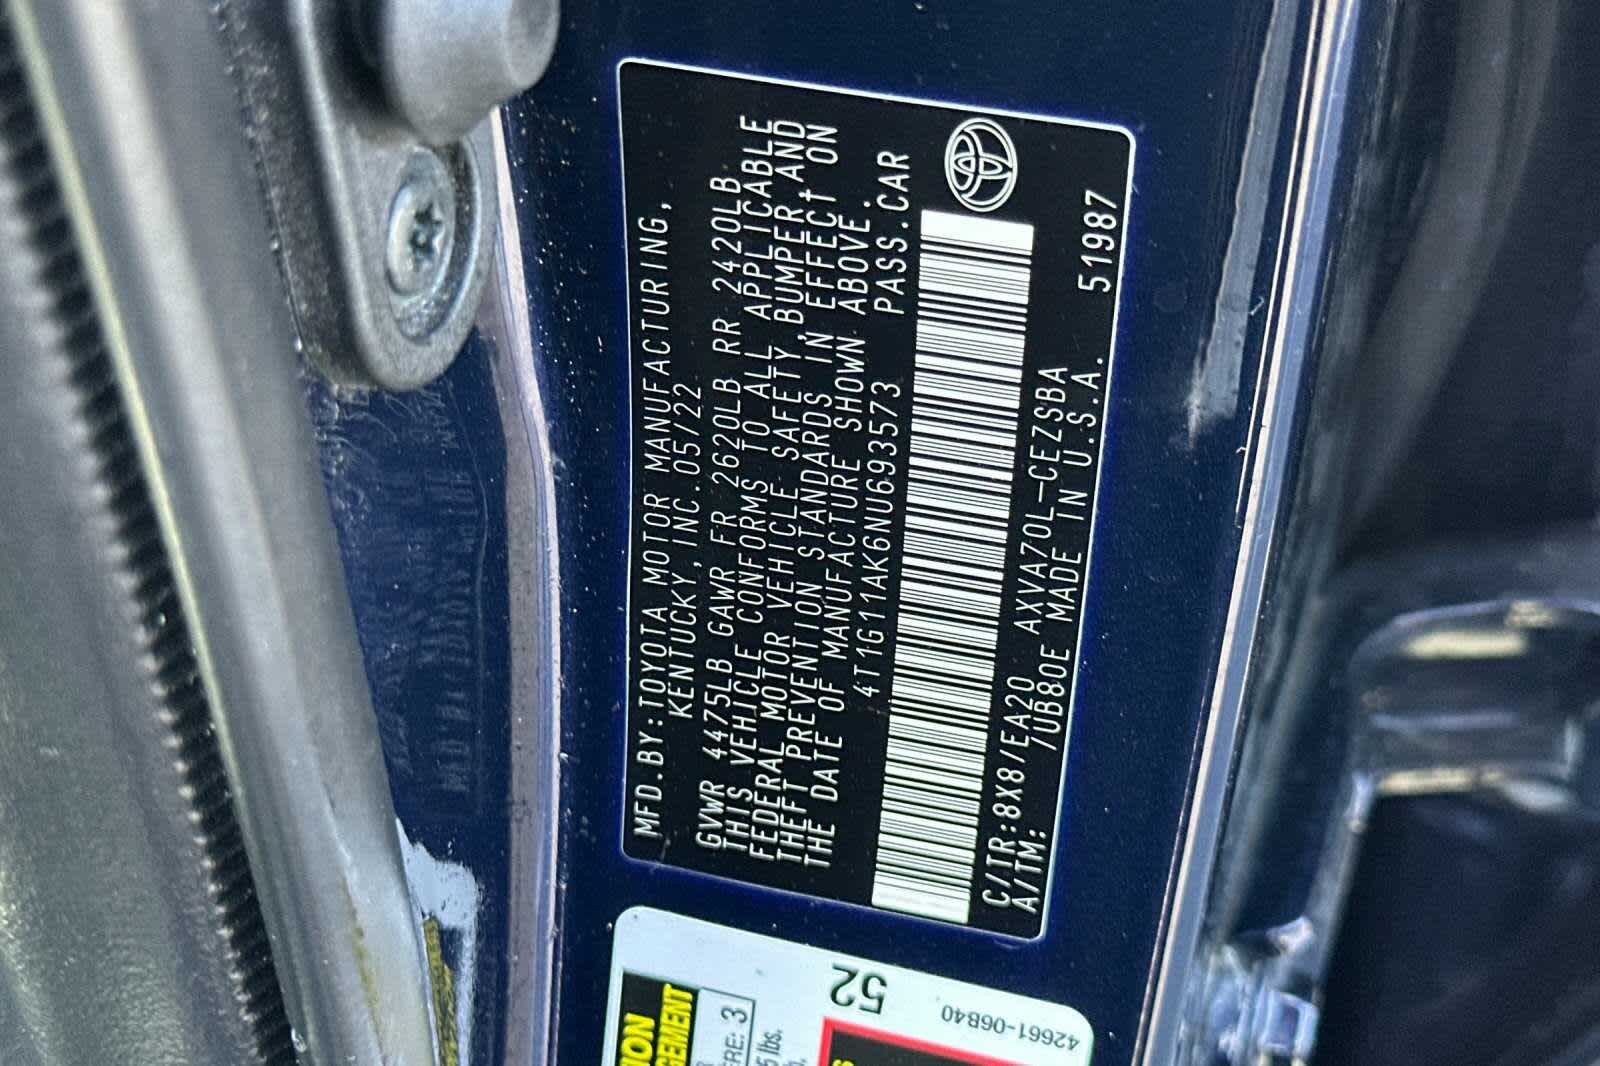 MFD.BY:TOYOTA MOTOR MANUFACTURING,
KENTUCKY,INC.05/22
GVWR 4475LB GAWR FR 2620LB RR 2420LB
THIS VEHICLE CONFORMS TO ALL APPLICABLE
FEDERAL MOTOR VEHICLE SAFETY,BUMPER,AND
THEFT PREVENTION STANDARDS IN EFFECT ON
THE DATE OF MANUFACTURE SHOWN ABOVE.
4T1G11AK6NU693573 PASS.CAR
C/TR:8X8/EA20 AXVA70L-CEZSBA
A/TM: /UB80E MADE IN U.S.A.
51987
52
42661-06B40
3